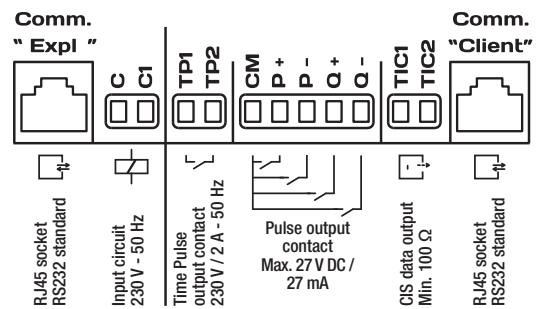 Comm.
" Expl "
C
C1
TP1
TP2
CM
P +
P –
Q +
Q –
TIC1
TIC2
Comm.
"Client"
RJ45 socket
RS232 standard
Input circuit
230 V - 50 Hz
Time Pulse
output contact
230 V / 2 A - 50 Hz
Pulse output
contact
Max. 27 V DC /
27 mA
CIS data output
Min. 100 Ω
RJ45 socket
RS232 standard